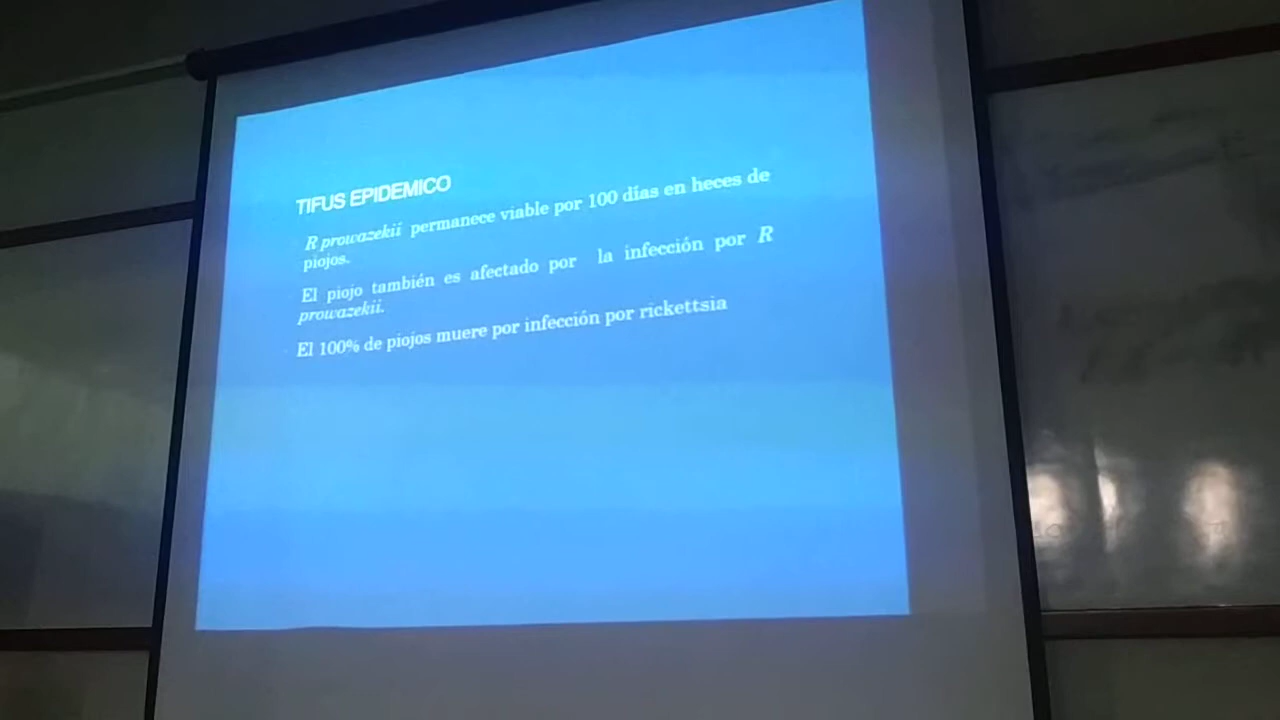 TIFUS EPIDEMICO
R prowazekii permanece viable por 100 días en heces de
piojos.
El piojo también es afectado por la infección por R
prowazekii.
El 100% de piojos muere por infección por rickettsia